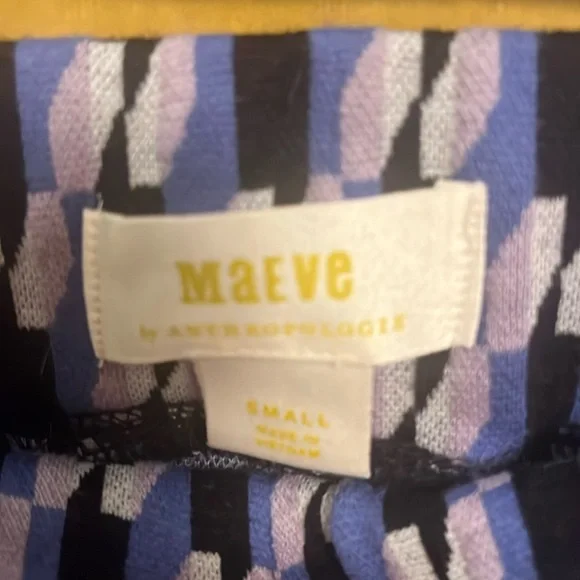 MaEVe
by ANTHROPOLOGIE
SMALL
MADE IN
VIETNAM